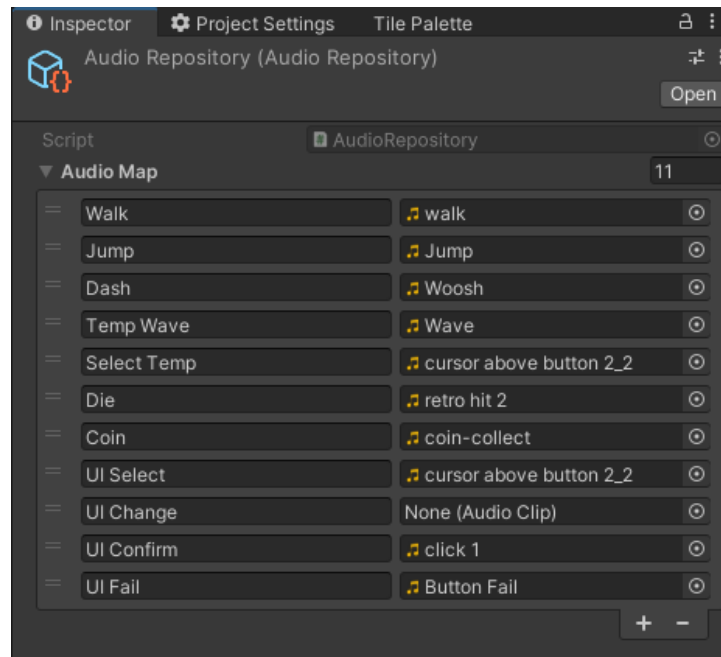 Inspector Project Settings Tile Palette
Audio Repository (Audio Repository)
Open
Script AudioRepository
Audio Map 11
Walk walk
Jump Jump
Dash Woosh
Temp Wave Wave
Select Temp cursor above button 2_2
Die retro hit 2
Coin coin-collect
UI Select cursor above button 2_2
UI Change None (Audio Clip)
UI Confirm click 1
UI Fail Button Fail